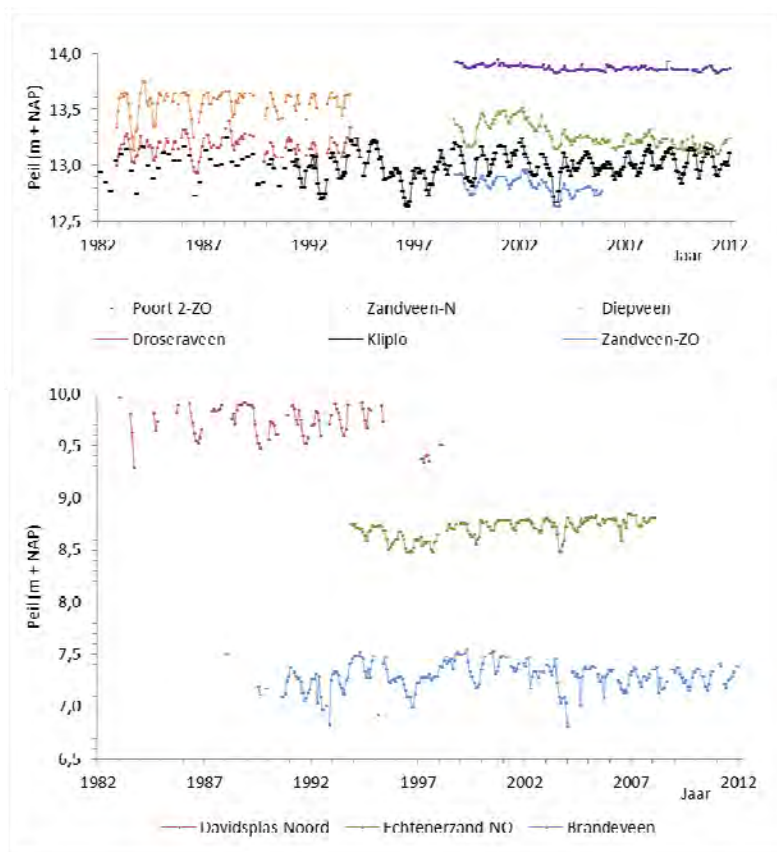 14,0
13,5
13,0
12,5
Peil (m + NAP)
1982 1987 1992 1997 2002 2007 2012
Jaar
Poort 2-ZO Zandveen-N Diepveen
Droseraveen Kliplo Zandveen-ZO
10,0
9,5
9,0
8,5
8,0
7,5
7,0
6,5
Peil (m + NAP)
1982 1987 1992 1997 2002 2007 2012
Jaar
Davidsplas Noord Echtenerzand NO Brandeveen